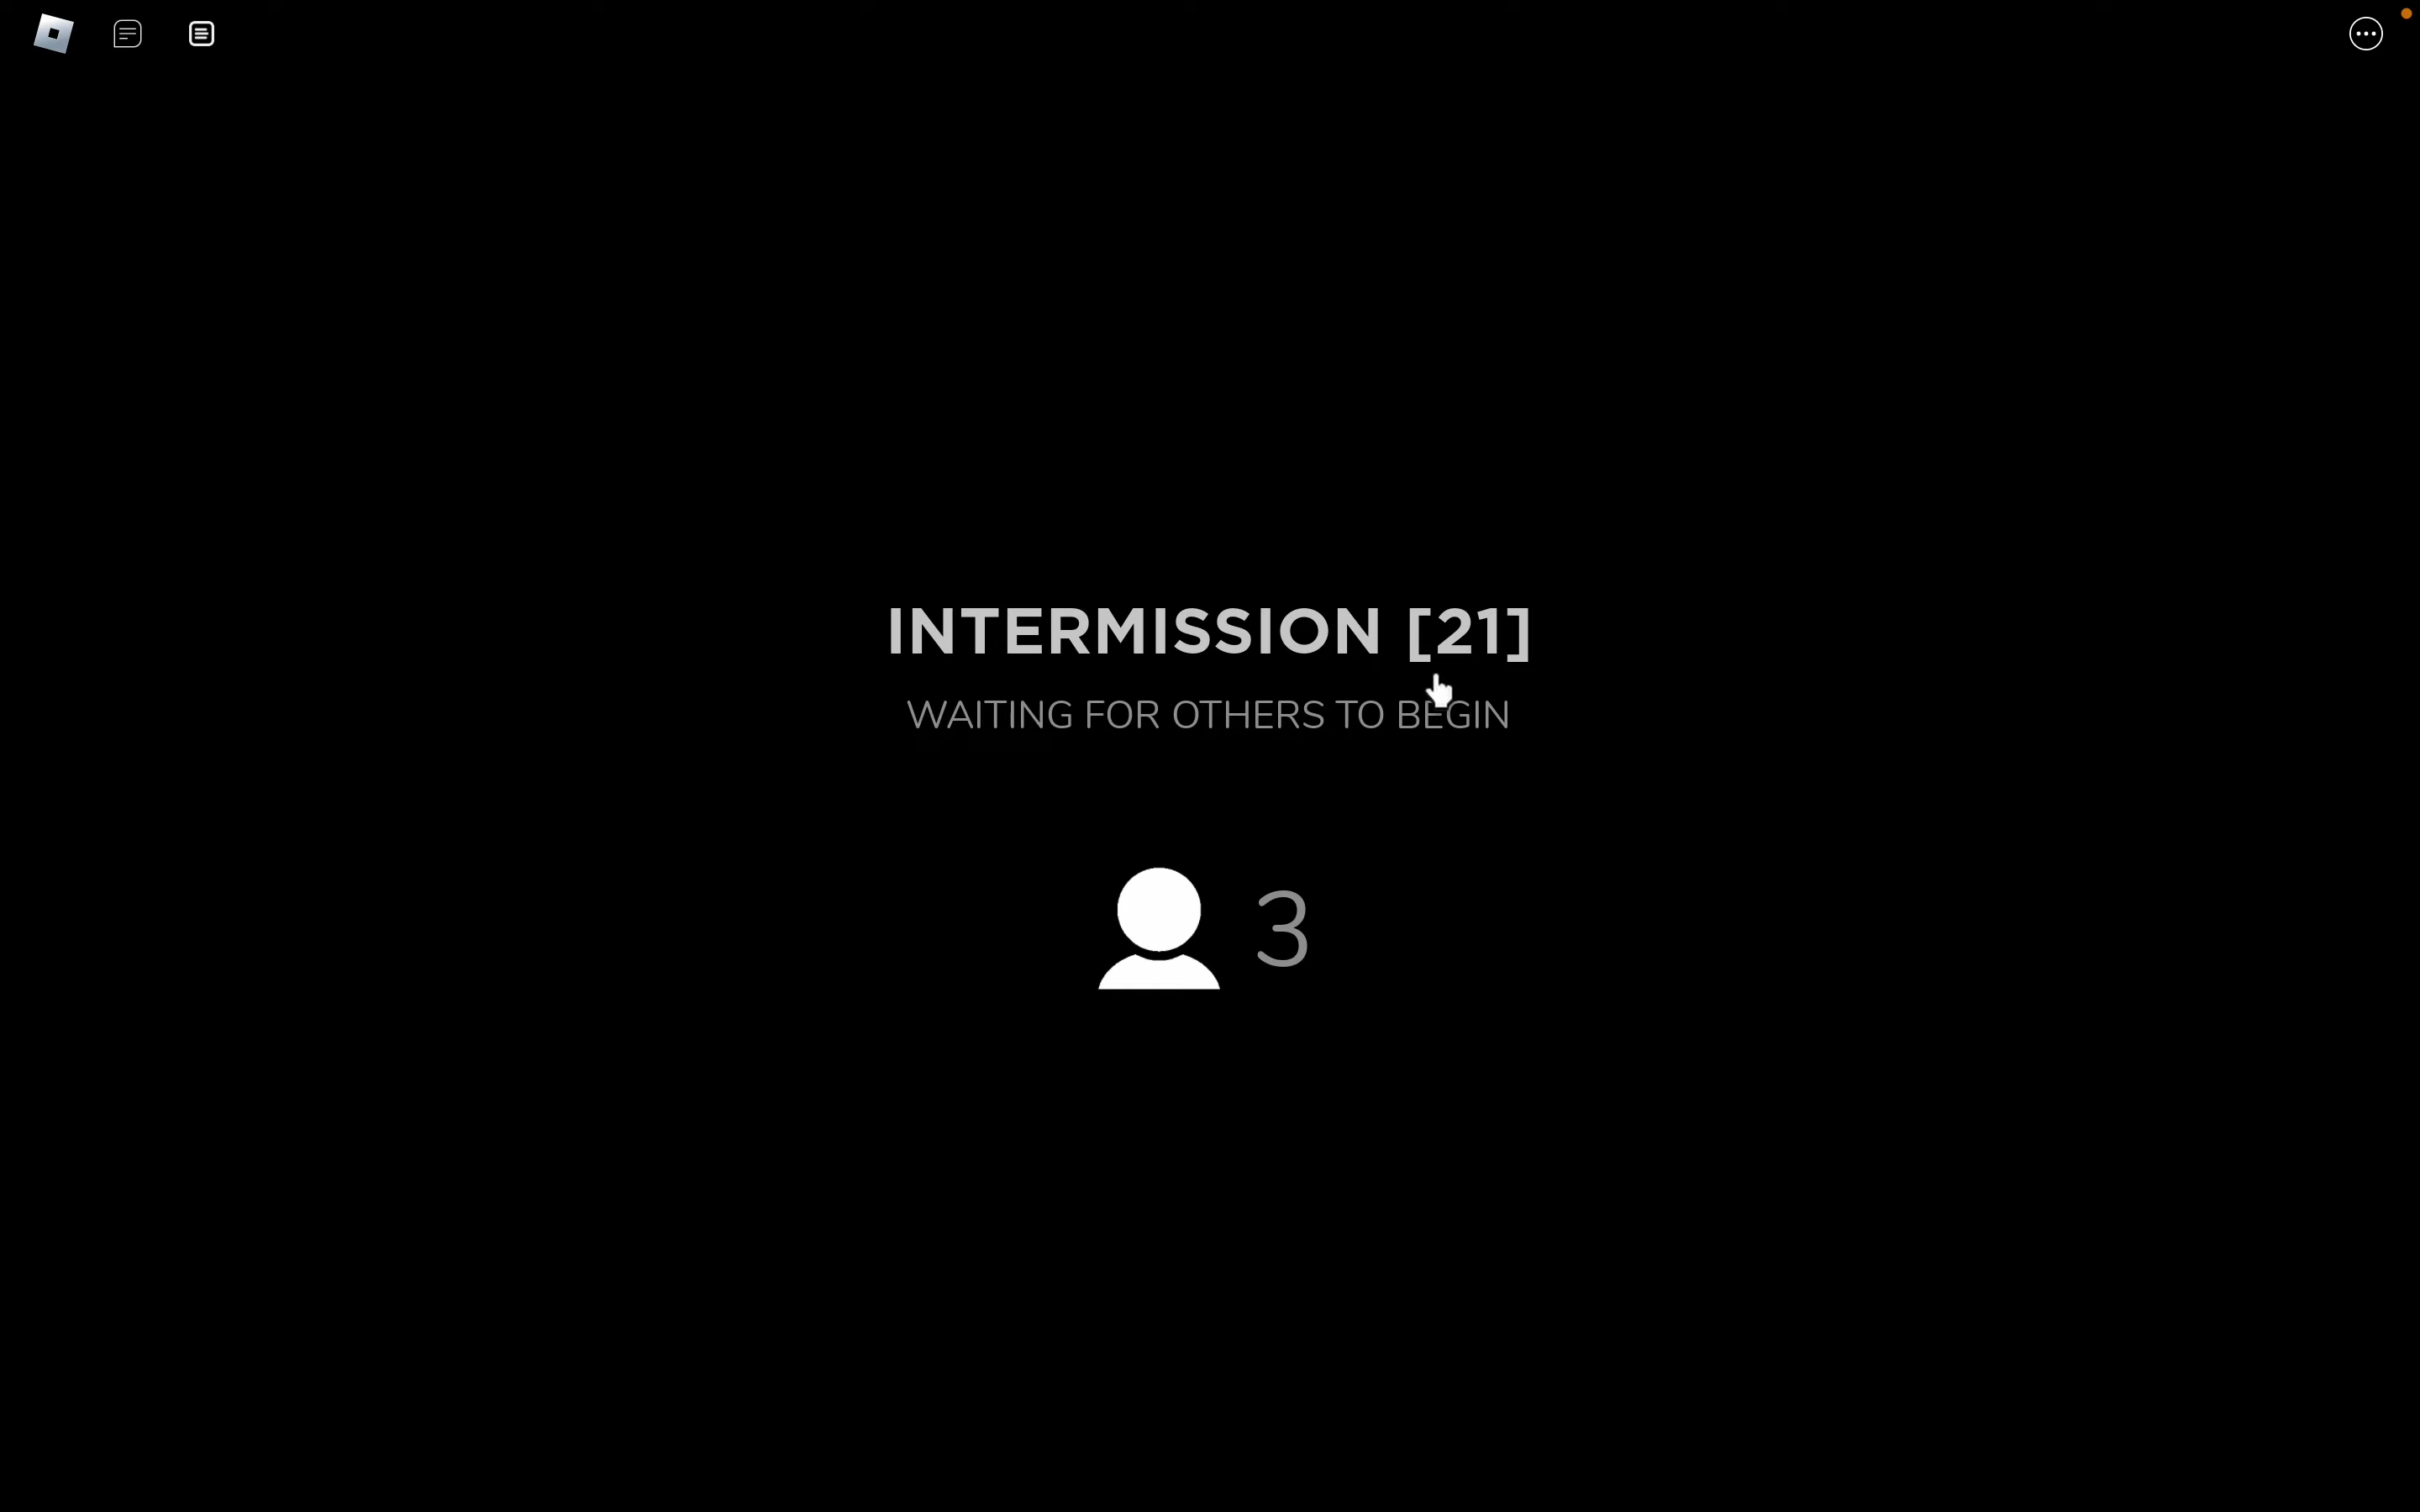 INTERMISSION [21]
WAITING FOR OTHERS TO BEGIN
3